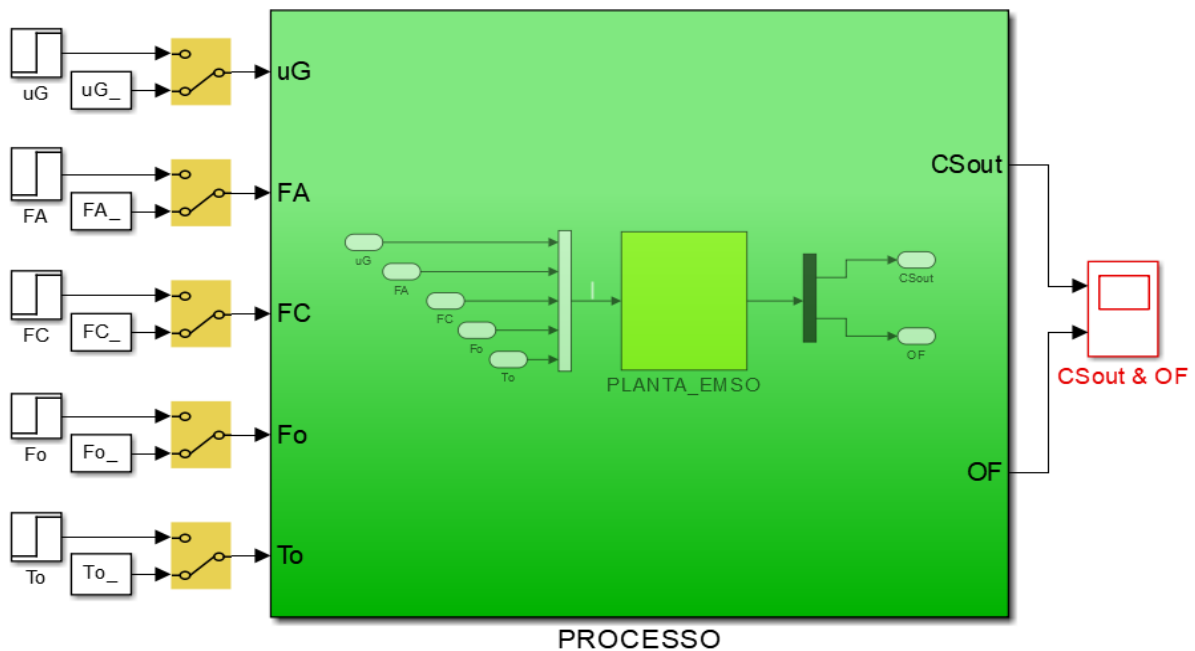 uG
uG_
uG
FA
FA_
FA
FC
FC_
FC
Fo
Fo_
Fo
To
To_
To
uG
FA
FC
Fo
To
PLANTA_EMSO
CSout
OF
CSout
OF
PROCESSO
CSout & OF